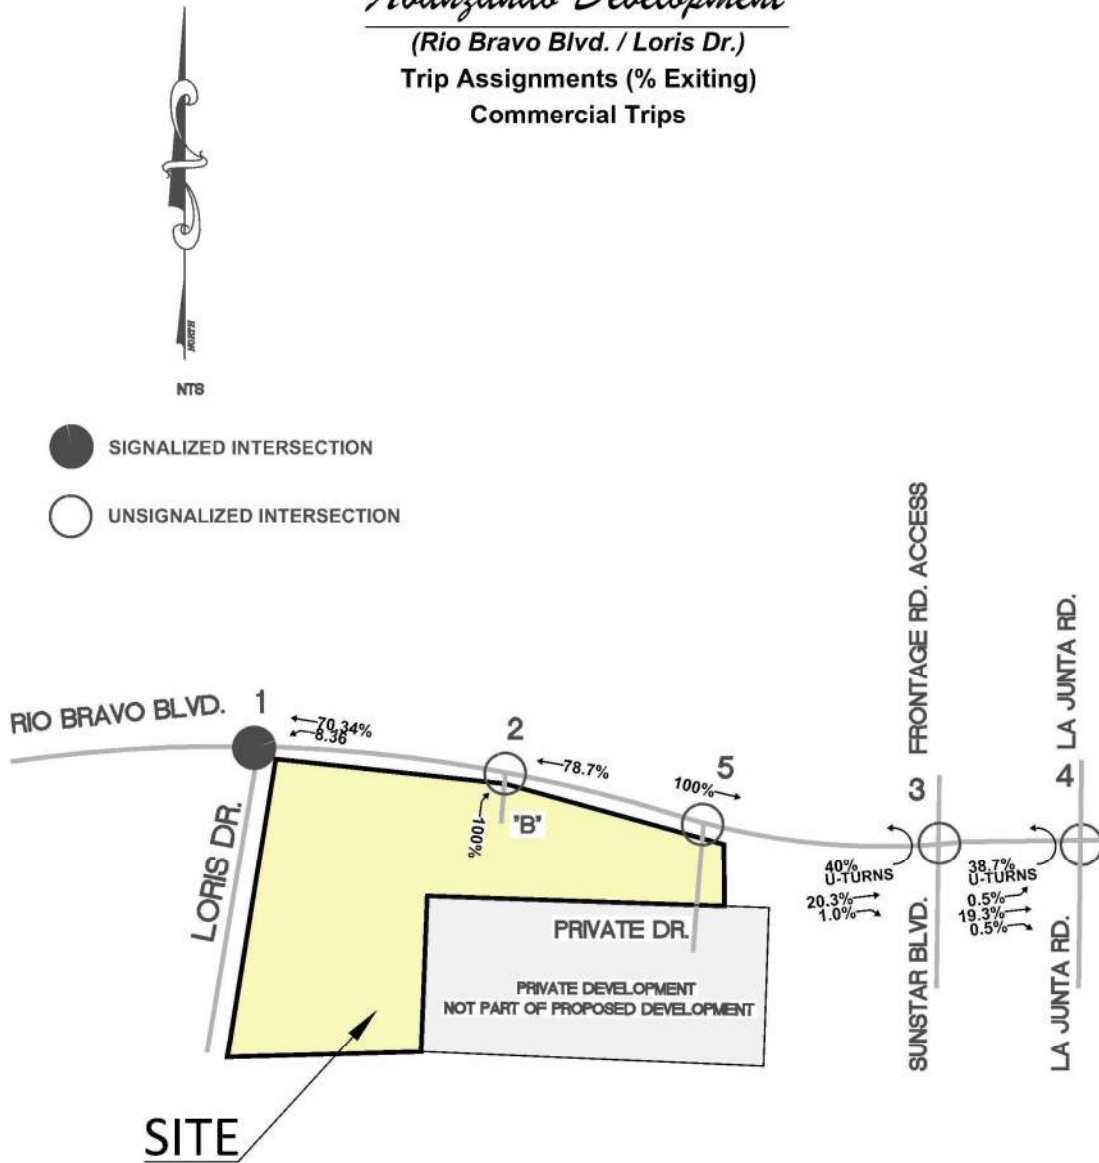 Avanzando Development
(Rio Bravo Blvd. / Loris Dr.)
Trip Assignments (% Exiting)
Commercial Trips
NTS
SIGNALIZED INTERSECTION
UNSIGNALIZED INTERSECTION
FRONTAGE RD. ACCESS
LA JUNTA RD.
RIO BRAVO BLVD.
1
70.34%
8.36
2
78.7%
5
100%
3
4
100%
"B"
LORIS DR.
40%
U-TURNS
20.3%
1.0%
38.7%
U-TURNS
0.5%
19.3%
0.5%
PRIVATE DR.
PRIVATE DEVELOPMENT
NOT PART OF PROPOSED DEVELOPMENT
SUNSTAR BLVD.
LA JUNTA RD.
SITE